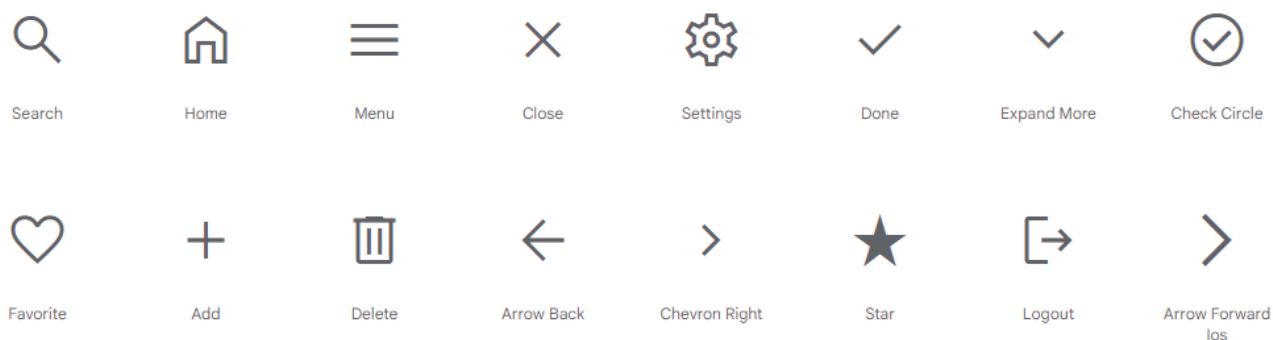 Search
Home
Menu
Close
Settings
Done
Expand More
Check Circle
Favorite
Add
Delete
Arrow Back
Chevron Right
Star
Logout
Arrow Forward
Ios